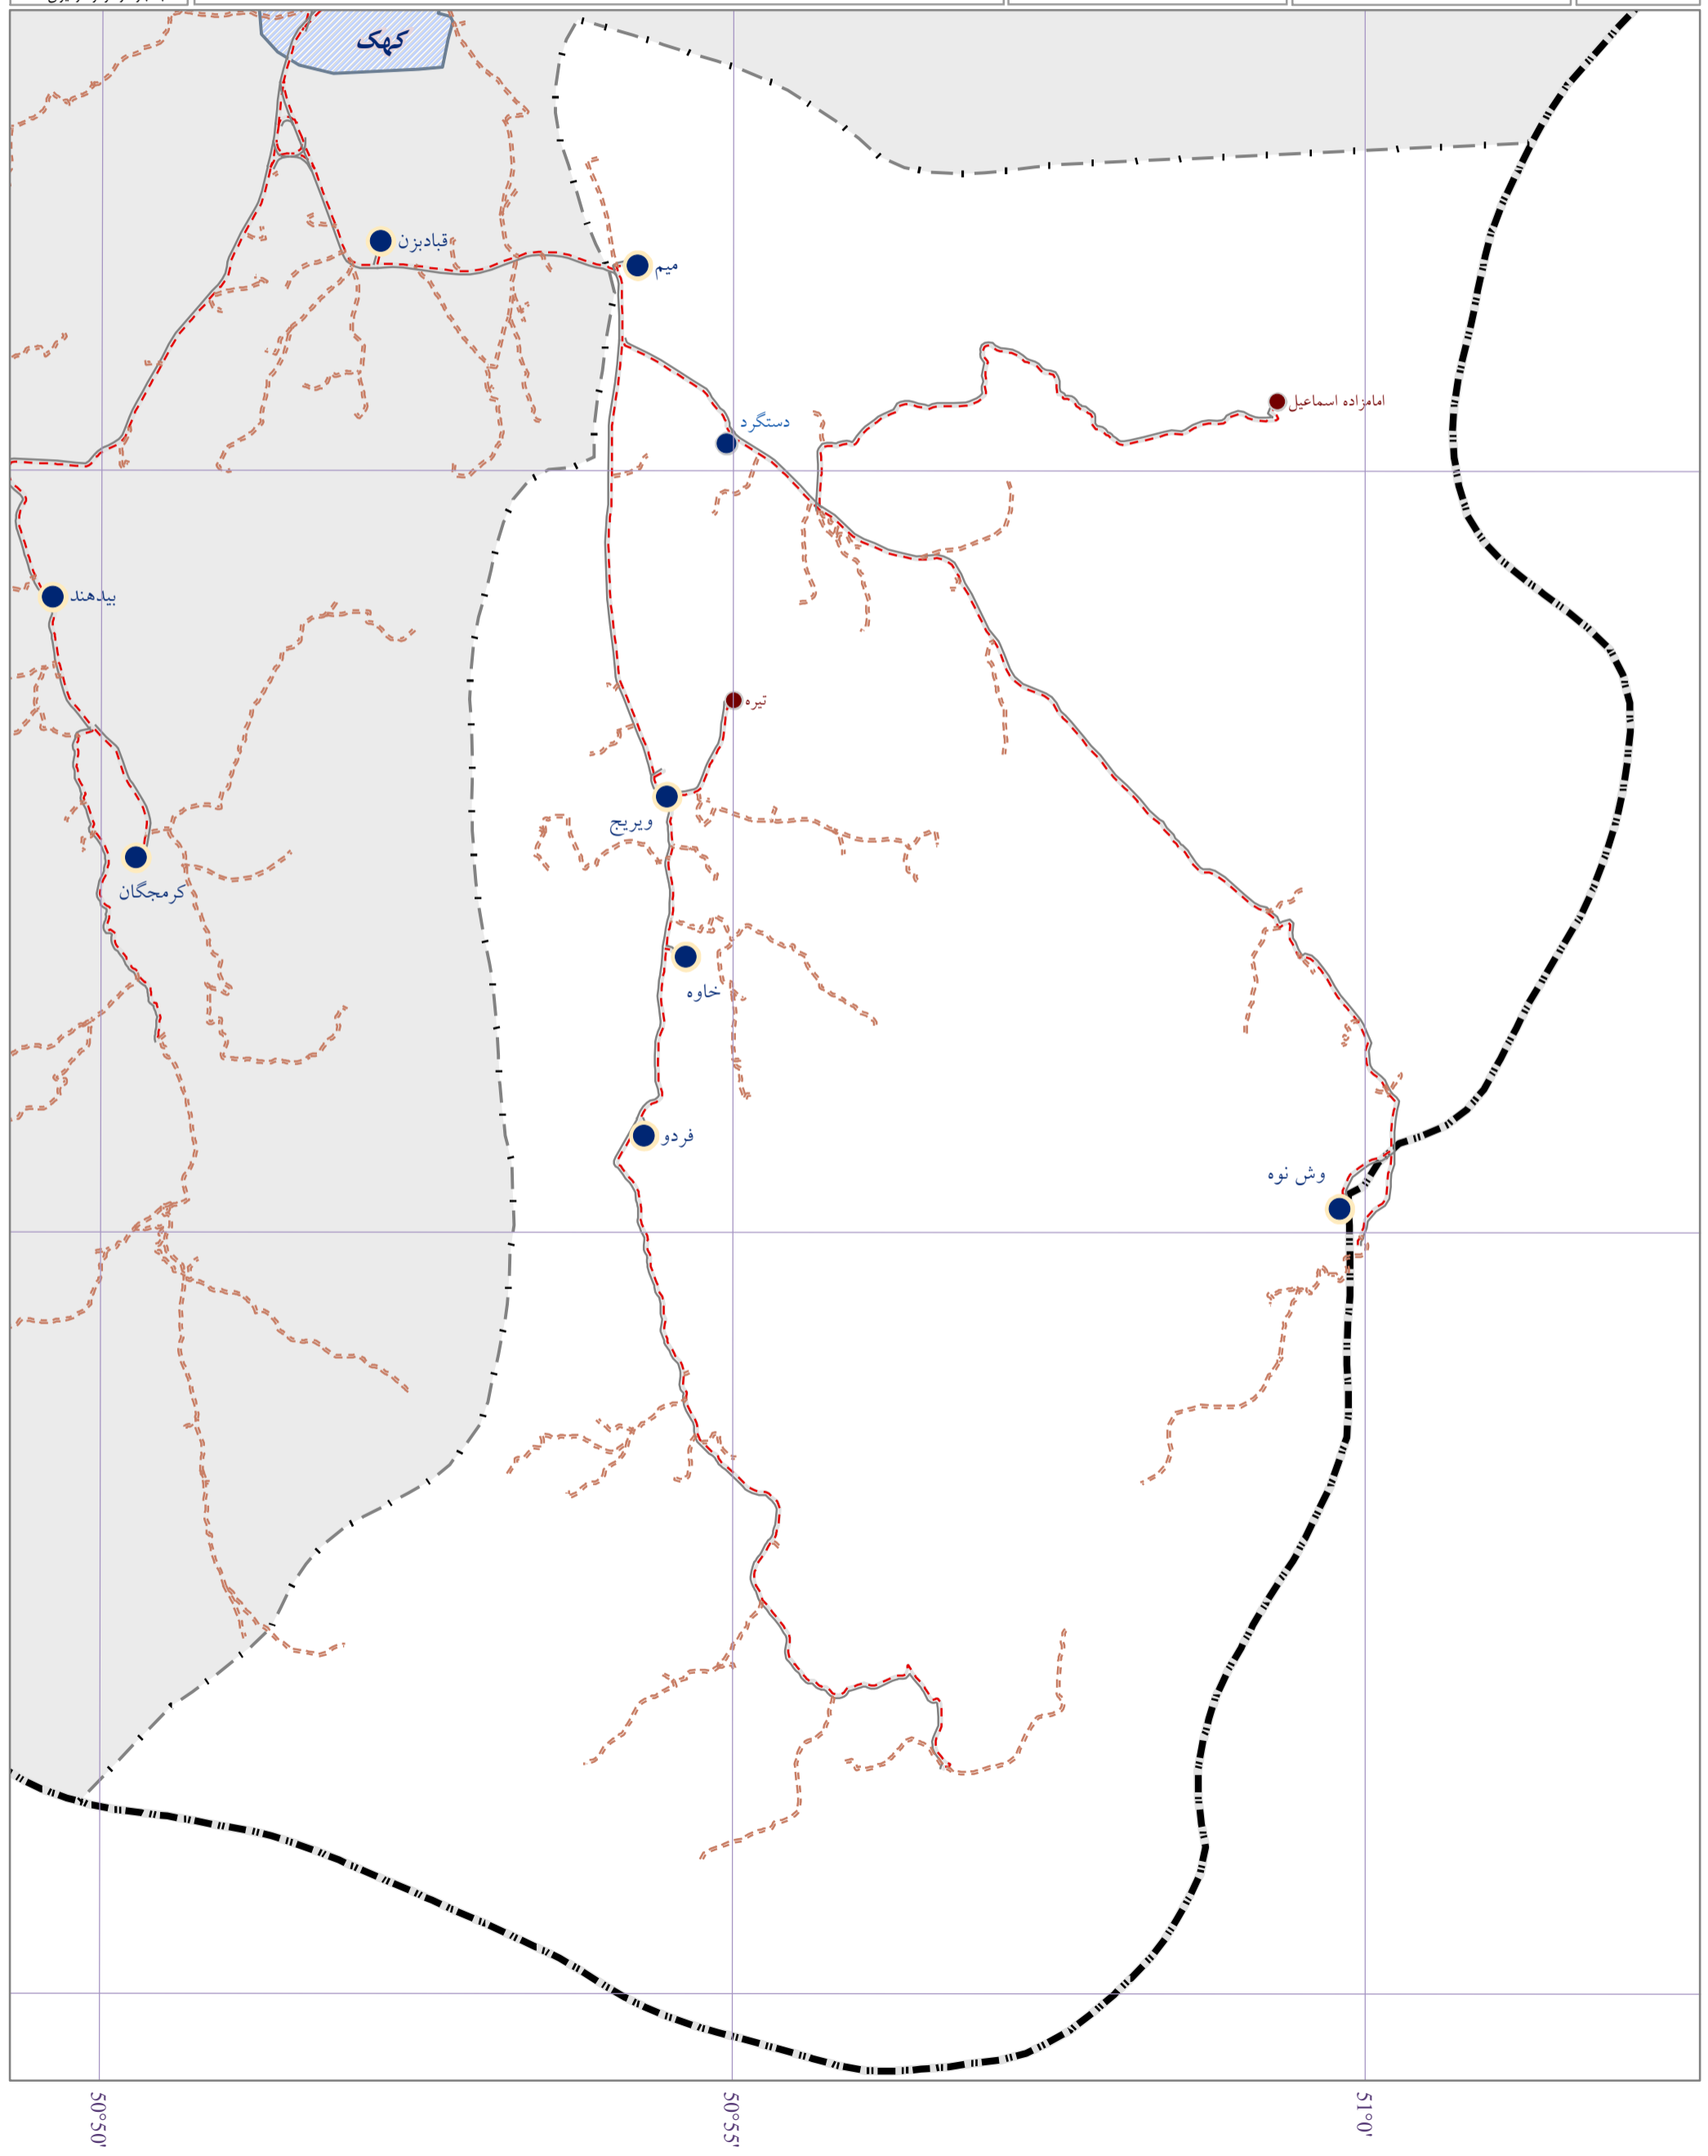 کهک
قبادبزن
میم
امامزاده اسماعیل
دستگرد
بیدهند
تیره
ویریج
کرمجگان
خاوه
فردو
وش نوه
50°50'
50°55'
51°0'